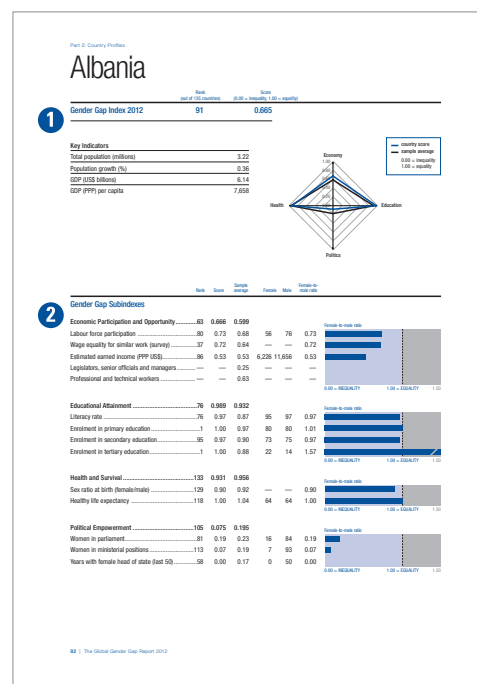 Part 2: Country Profiles
Albania
Rank
(out of 135 countries)
Score
(0.00 = inequality, 1.00 = equality)
1
Gender Gap Index 2012 91 0.665
Key Indicators
Total population (millions) 3.22
Population growth (%) 0.36
GDP (US$ billions) 6.14
GDP (PPP) per capita 7,658
country score
sample average
0.00 = inequality
1.00 = equality
Economy
1.00
Health
Education
Politics
2
Rank Score Sample average Female Male Female-to-male ratio
Gender Gap Subindexes
Economic Participation and Opportunity 63 0.666 0.599
Labour force participation 80 0.73 0.68 56 76 0.73
Wage equality for similar work (survey) 37 0.72 0.64 — — 0.72
Estimated earned income (PPP US$) 86 0.53 0.53 6,226 11,656 0.53
Legislators, senior officials and managers — — 0.25 — — —
Professional and technical workers — — 0.63 — — —
Female-to-male ratio
0.00 = INEQUALITY 1.00 = EQUALITY 1.50
Educational Attainment 76 0.989 0.932
Literacy rate 76 0.97 0.87 95 97 0.97
Enrolment in primary education 1 1.00 0.97 80 80 1.01
Enrolment in secondary education 95 0.97 0.90 73 75 0.97
Enrolment in tertiary education 1 1.00 0.88 22 14 1.57
Female-to-male ratio
0.00 = INEQUALITY 1.00 = EQUALITY 1.50
Health and Survival 133 0.931 0.956
Sex ratio at birth (female/male) 129 0.90 0.92 — — 0.90
Healthy life expectancy 118 1.00 1.04 64 64 1.00
Female-to-male ratio
0.00 = INEQUALITY 1.00 = EQUALITY 1.50
Political Empowerment 105 0.075 0.195
Women in parliament 81 0.19 0.23 16 84 0.19
Women in ministerial positions 113 0.07 0.19 7 93 0.07
Years with female head of state (last 50) 58 0.00 0.17 0 50 0.00
Female-to-male ratio
0.00 = INEQUALITY 1.00 = EQUALITY 1.50
92 | The Global Gender Gap Report 2012